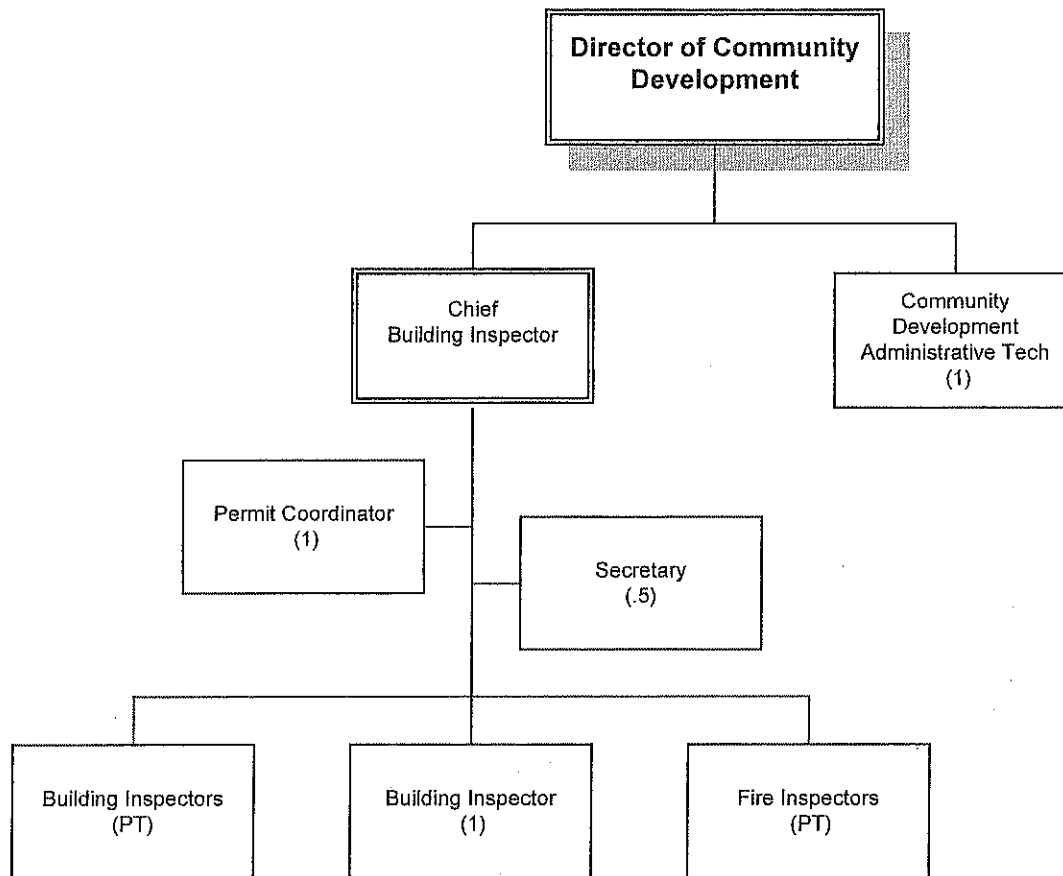 Director of Community
Development
Chief
Building Inspector
Community
Development
Administrative Tech
(1)
Permit Coordinator
(1)
Secretary
(.5)
Building Inspectors
(PT)
Building Inspector
(1)
Fire Inspectors
(PT)